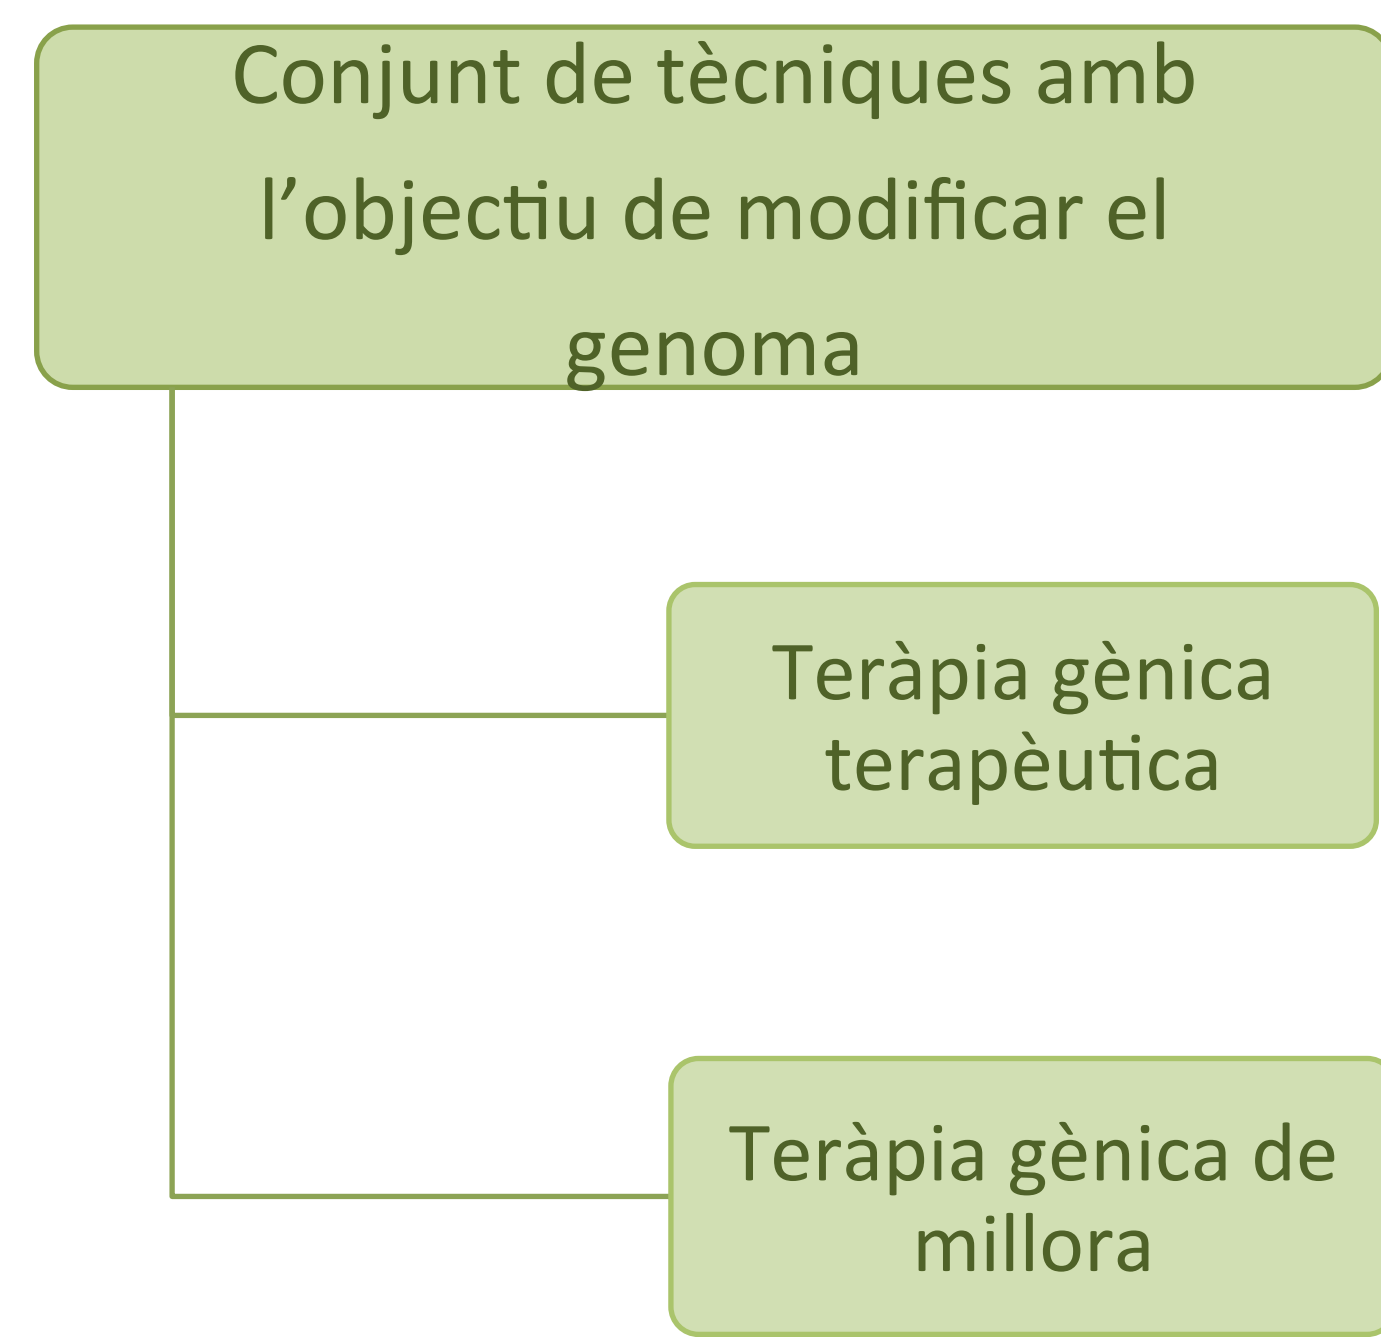 Conjunt de tècniques amb
l’objectiu de modificar el
genoma
Teràpia gènica
terapèutica
Teràpia gènica de
millora